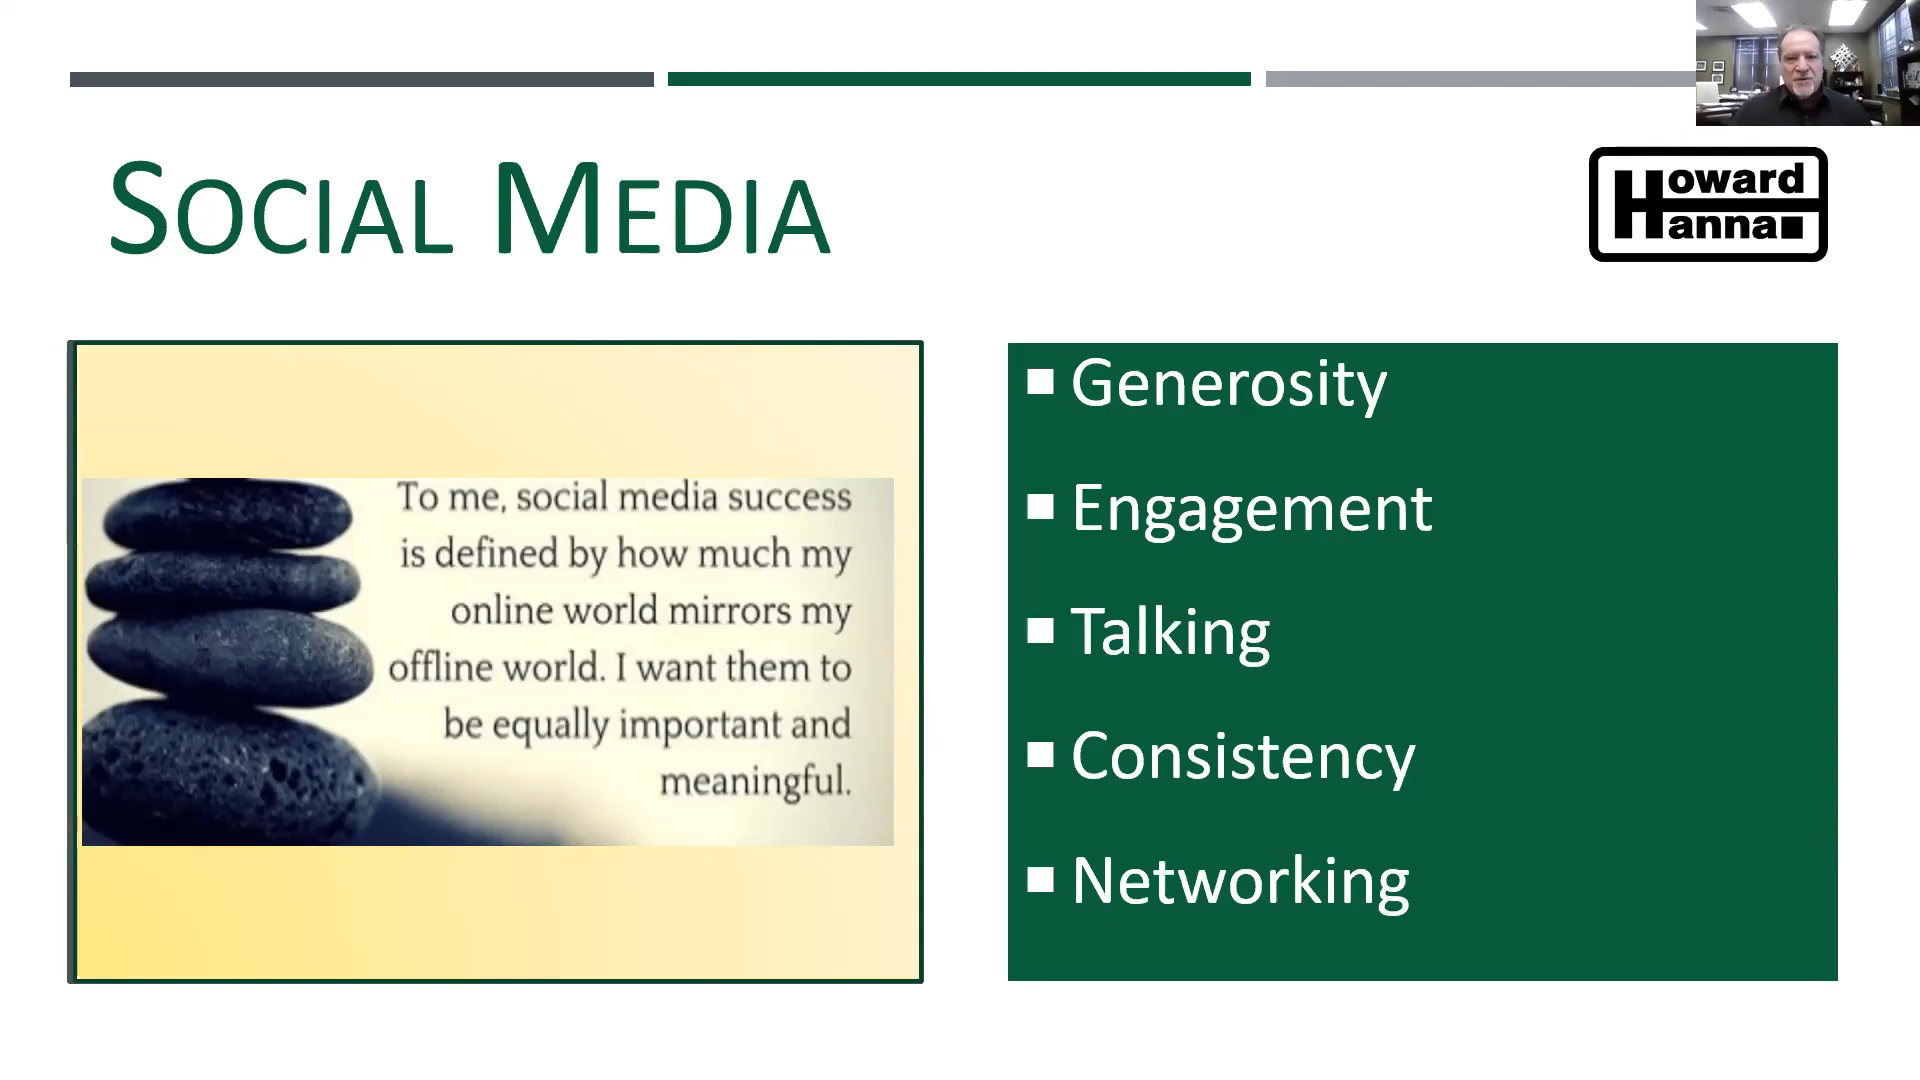 SOCIAL MEDIA
Howard
Hanna
To me, social media success
is defined by how much my
online world mirrors my
offline world. I want them to
be equally important and
meaningful.
Generosity
Engagement
Talking
Consistency
Networking